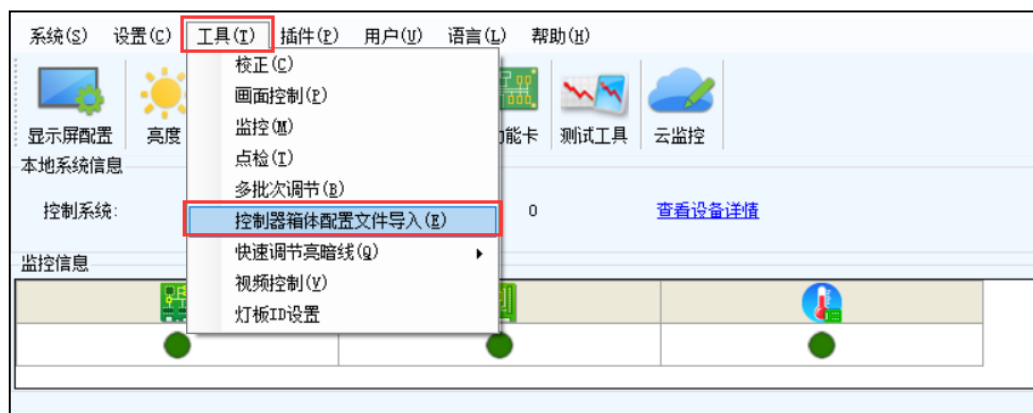 系统(S) 设置(C) 工具(T) 插件(P) 用户(U) 语言(L) 帮助(H)
校正(C)
画面控制(P)
监控(M)
点检(T)
多批次调节(B)
控制器箱体配置文件导入(E)
快速调节亮暗线(Q)
视频控制(V)
灯板ID设置
显示屏配置 亮度 能卡 测试工具 云监控
本地系统信息
控制系统: 0 查看设备详情
监控信息